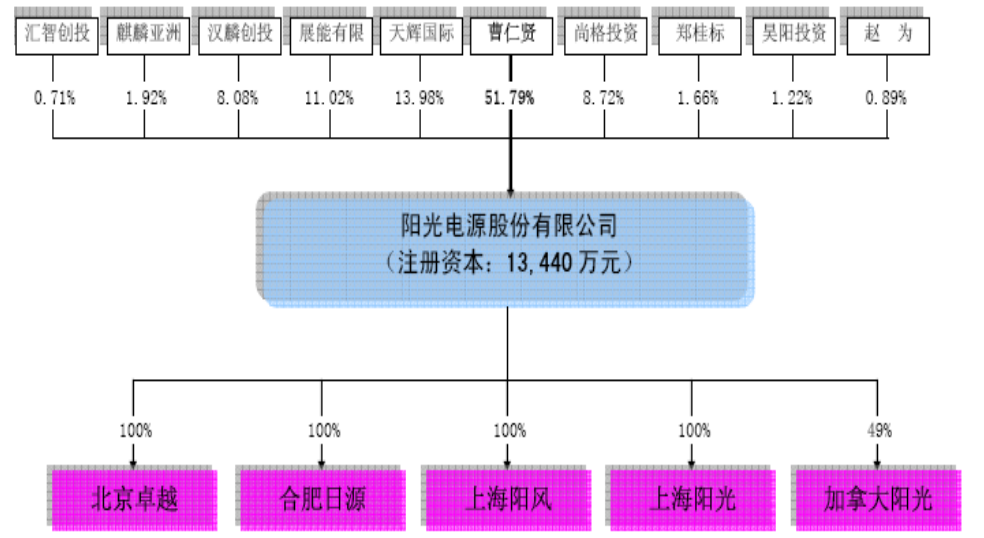 汇智创投 麒麟亚洲 汉麟创投 展能有限 天辉国际 曹仁贤 尚格投资 郑桂标 昊阳投资 赵 为
0.71% 1.92% 8.08% 11.02% 13.98% 51.79% 8.72% 1.66% 1.22% 0.89%
阳光电源股份有限公司
（注册资本：13,440 万元）
100% 100% 100% 100% 49%
北京卓越 合肥日源 上海阳风 上海阳光 加拿大阳光